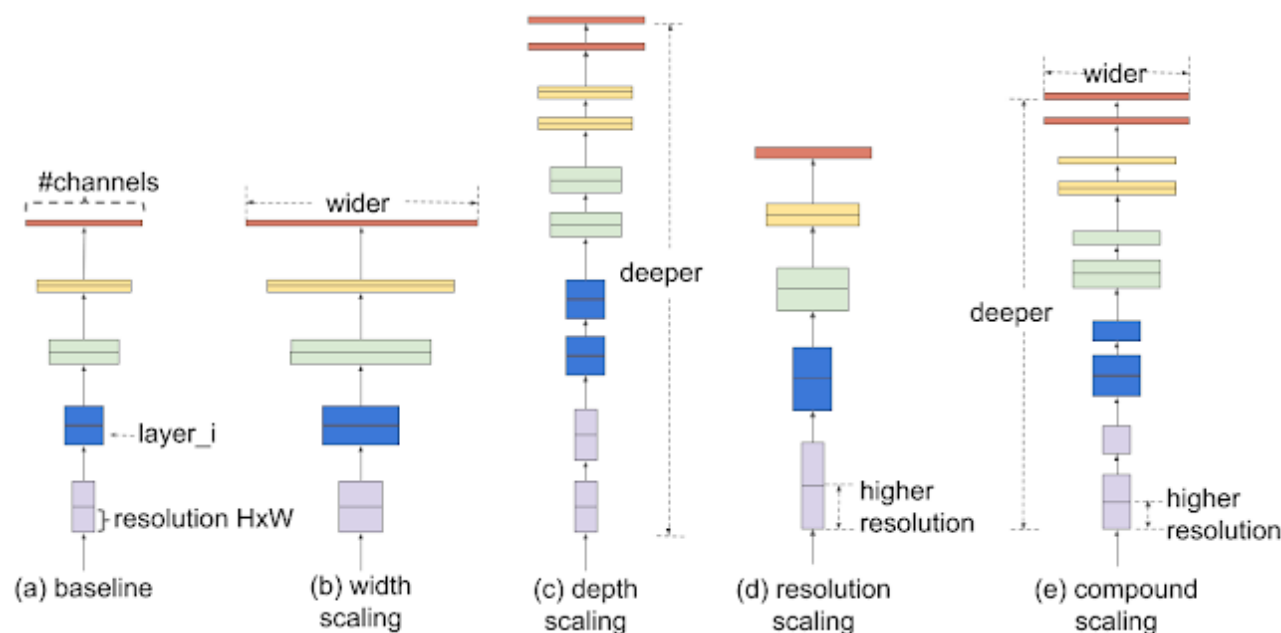 #channels
layer_i
resolution HxW
(a) baseline
wider
(b) width
scaling
deeper
(c) depth
scaling
higher
resolution
(d) resolution
scaling
wider
deeper
higher
resolution
(e) compound
scaling